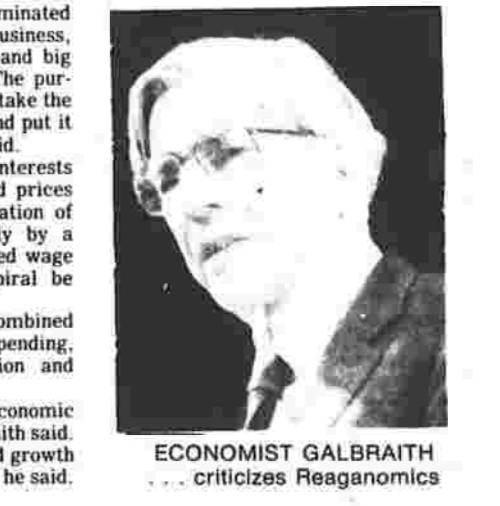 minated
usiness,
and big
The pur-
take the
nd put it
id.
nterests
d prices
ation of
ly by a
ed wage
piral be
ombined
pending,
ion and
conomic
ith said.
d growth
he said.
ECONOMIST GALBRAITH
. . . criticizes Reaganomics